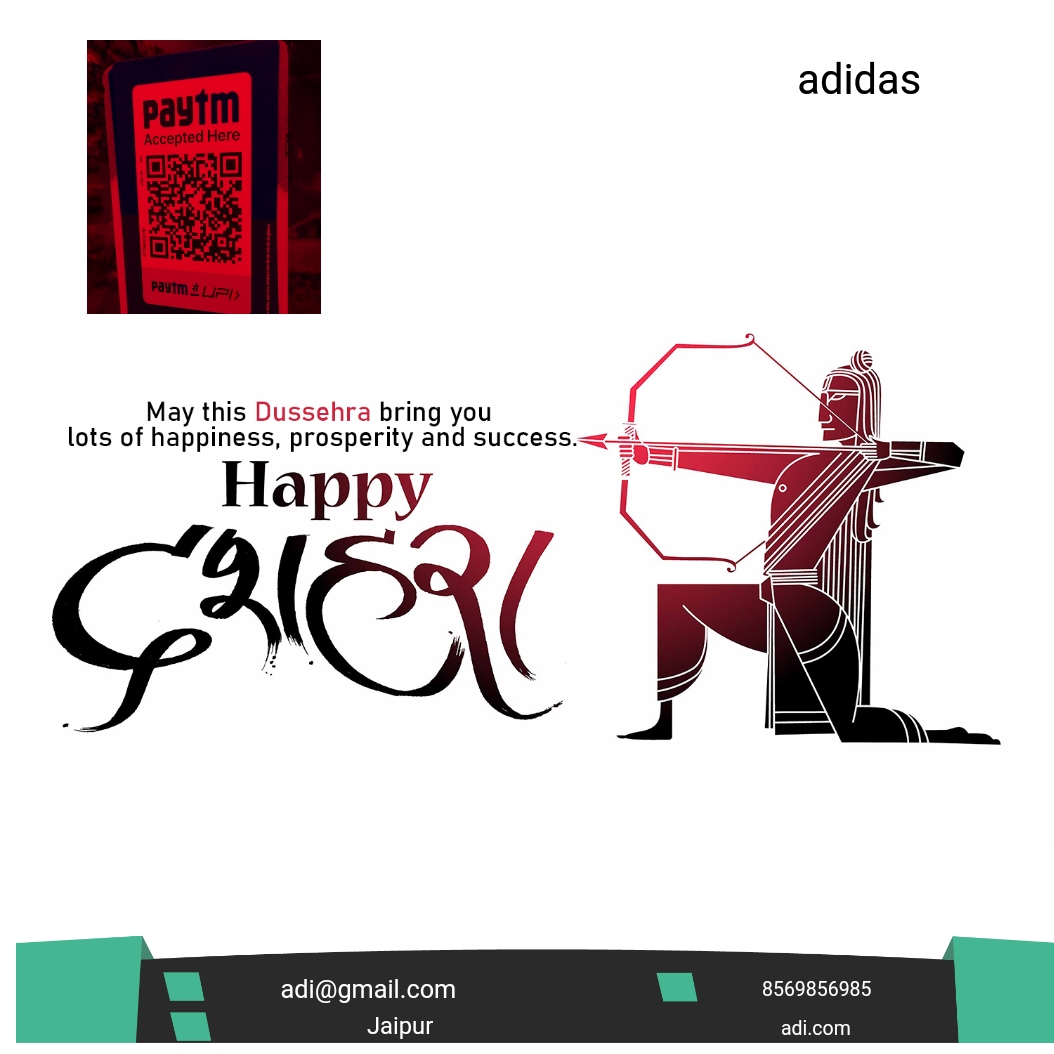 paytm
Accepted Here
paytm UPI
adidas
May this Dussehra bring you
lots of happiness, prosperity and success.
Happy
दशहरा
adi@gmail.com
8569856985
Jaipur
adi.com